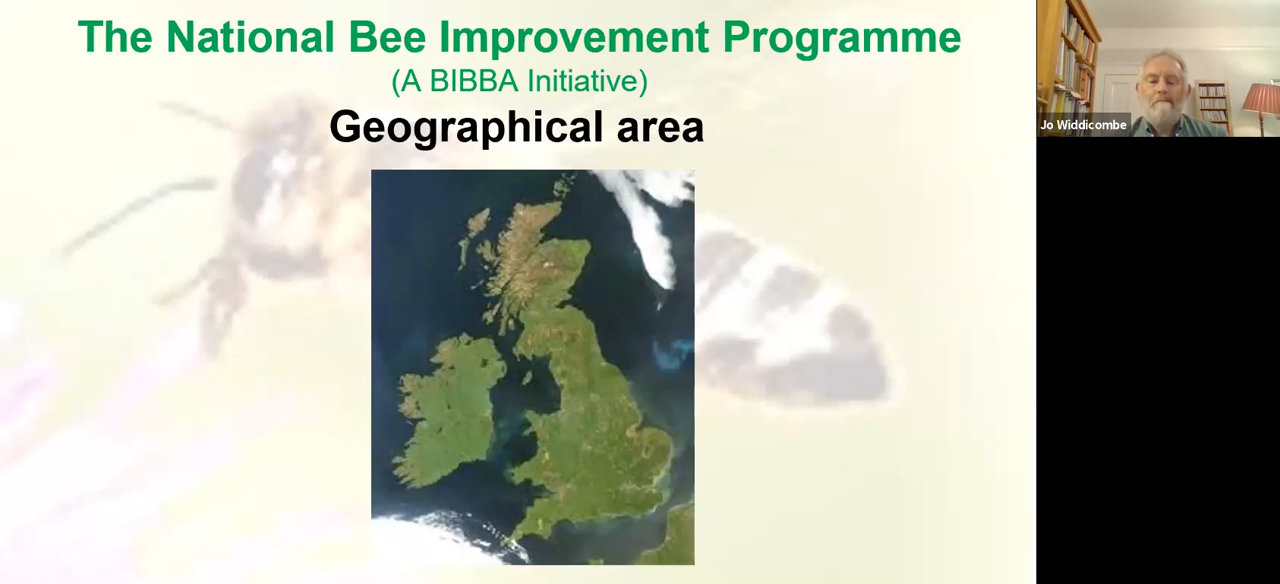 The National Bee Improvement Programme
(A BIBBA Initiative)
Geographical area
Jo Widdicombe